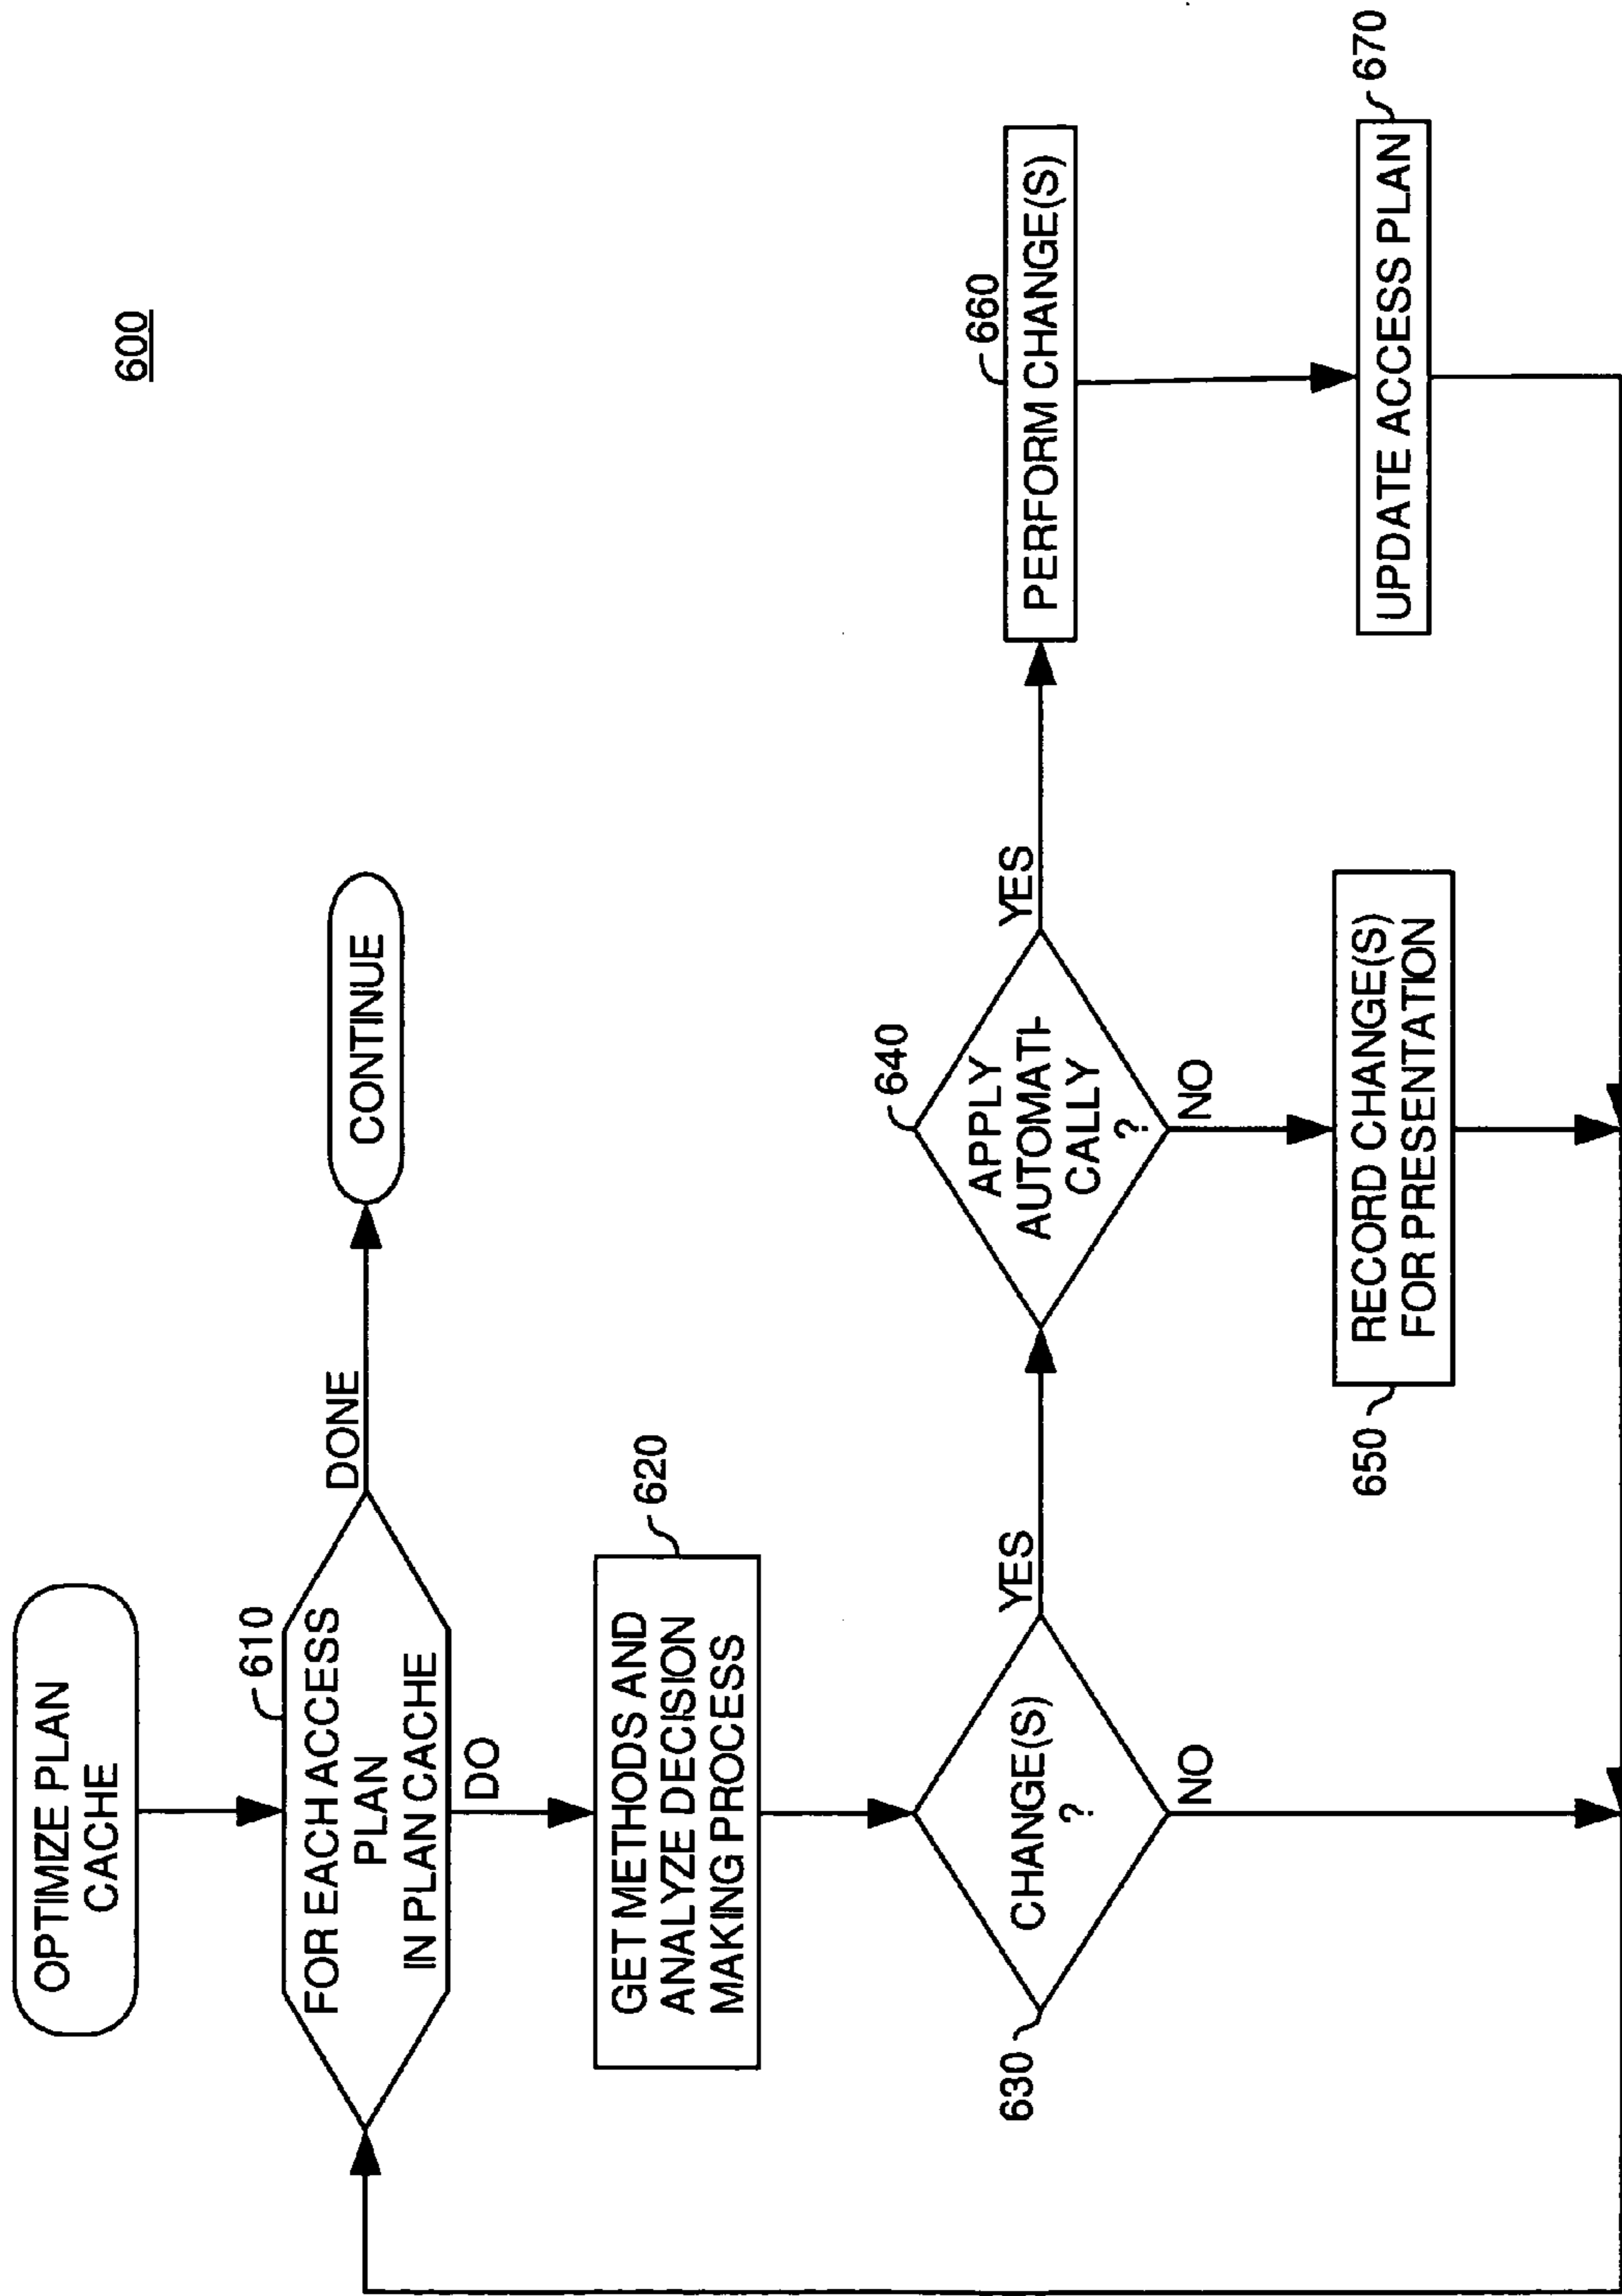 600
OPTIMIZE PLAN
CACHE
610
FOR EACH ACCESS
PLAN
IN PLAN CACHE
DONE
CONTINUE
DO
GET METHODS AND
ANALYZE DECISION
MAKING PROCESS
620
630
CHANGE(S)
?
YES
NO
640
APPLY
AUTOMATI-
CALLY
?
YES
NO
660
PERFORM CHANGE(S)
650
RECORD CHANGE(S)
FOR PRESENTATION
UPDATE ACCESS PLAN
670